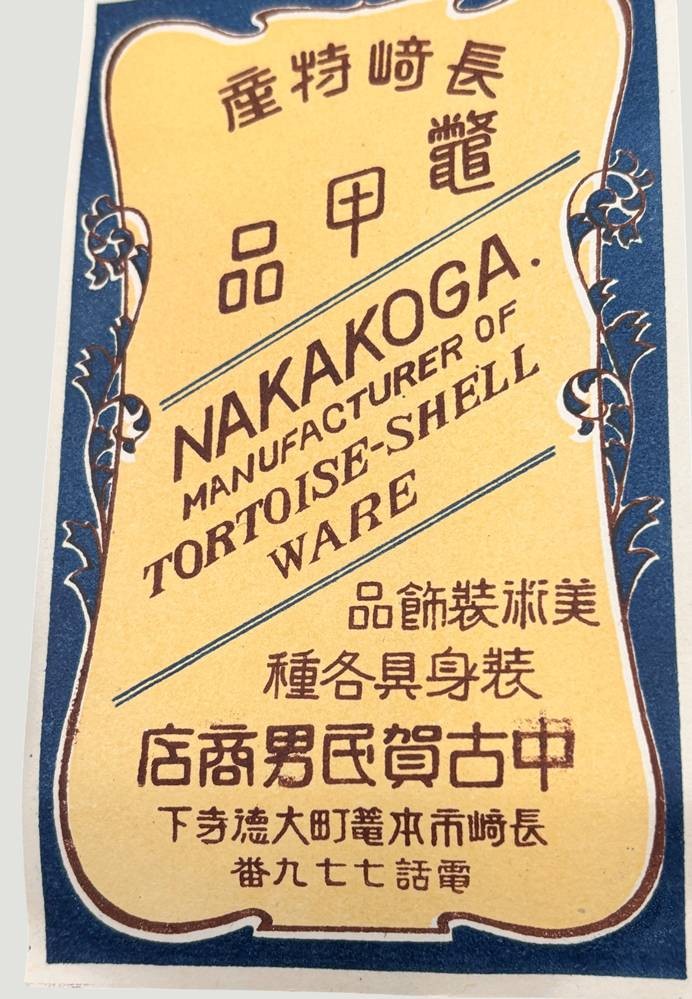 長崎特産
鼈甲品
NAKAKOGA.
MANUFACTURER OF
TORTOISE-SHELL
WARE
美術装飾品
装身具各種
中古賀民男商店
長崎市本籠町大德寺下
電話七七九番